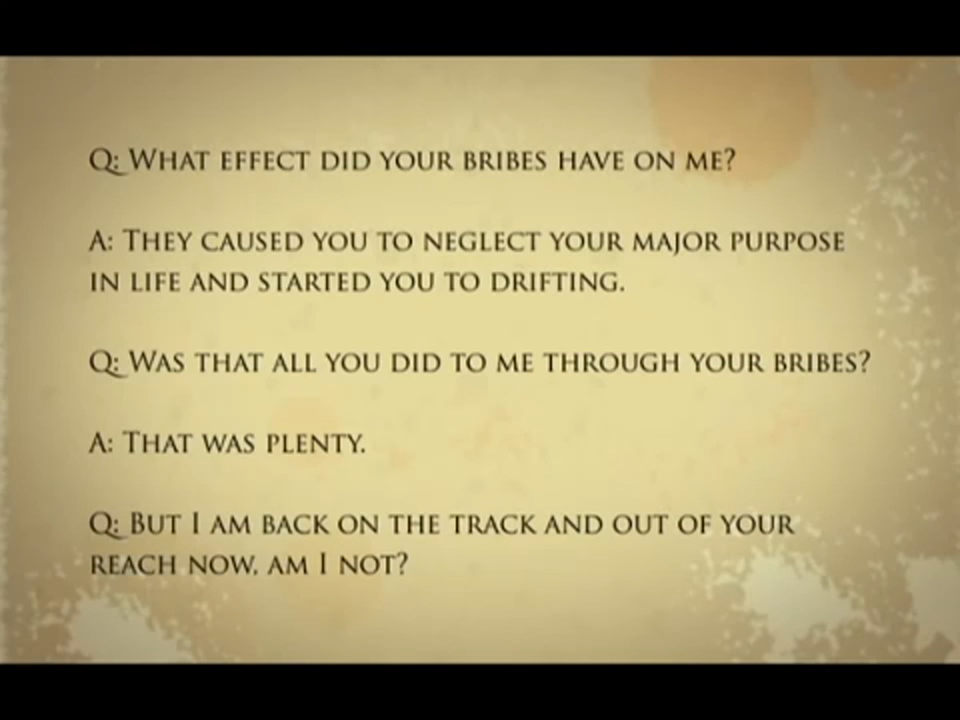 Q: What effect did your bribes have on me?
A: They caused you to neglect your major purpose
in life and started you to drifting.
Q: Was that all you did to me through your bribes?
A: That was plenty.
Q: But I am back on the track and out of your
reach now, am I not?